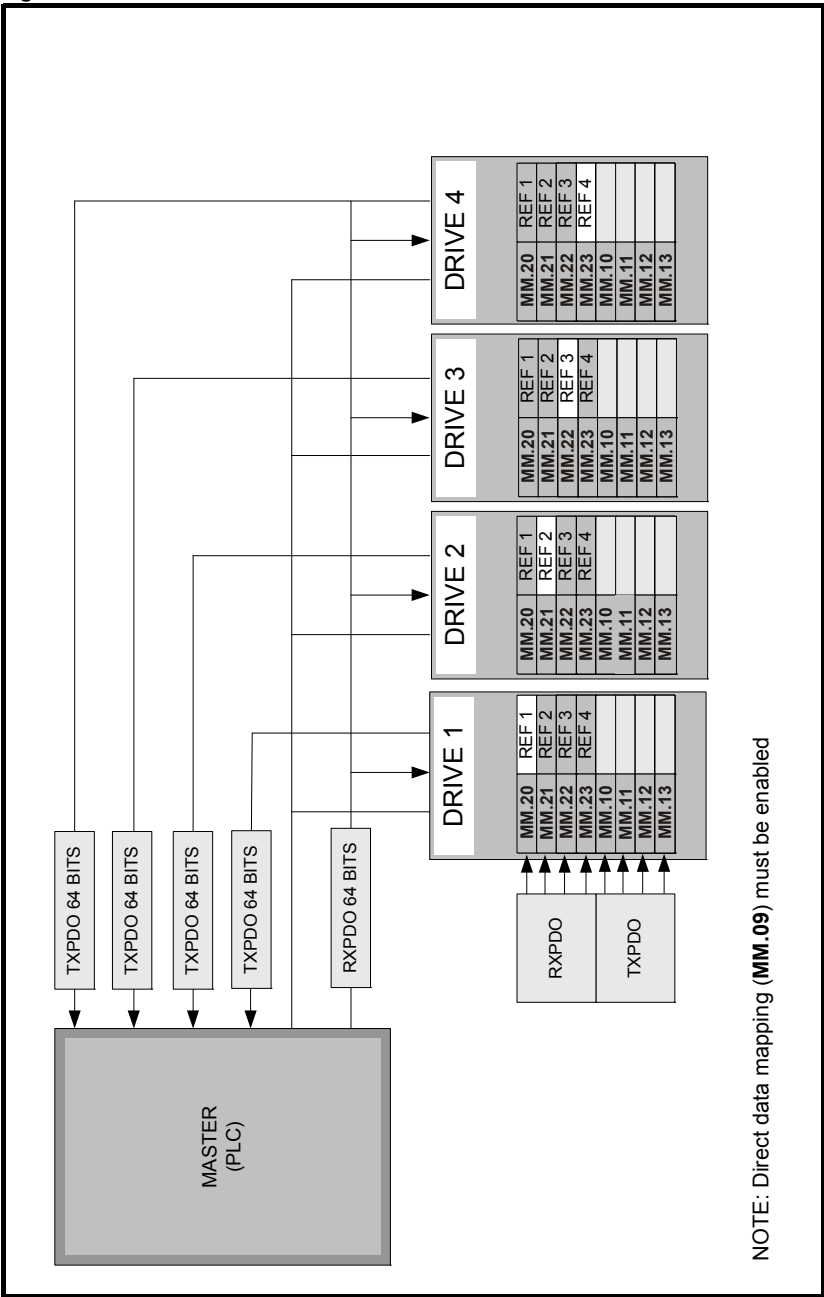 MASTER
(PLC)
TXPDO 64 BITS
TXPDO 64 BITS
TXPDO 64 BITS
TXPDO 64 BITS
RXPDO 64 BITS
RXPDO
TXPDO
DRIVE 1
MM.20 REF 1
MM.21 REF 2
MM.22 REF 3
MM.23 REF 4
MM.10
MM.11
MM.12
MM.13
DRIVE 2
MM.20 REF 1
MM.21 REF 2
MM.22 REF 3
MM.23 REF 4
MM.10
MM.11
MM.12
MM.13
DRIVE 3
MM.20 REF 1
MM.21 REF 2
MM.22 REF 3
MM.23 REF 4
MM.10
MM.11
MM.12
MM.13
DRIVE 4
MM.20 REF 1
MM.21 REF 2
MM.22 REF 3
MM.23 REF 4
MM.10
MM.11
MM.12
MM.13
NOTE: Direct data mapping (MM.09) must be enabled